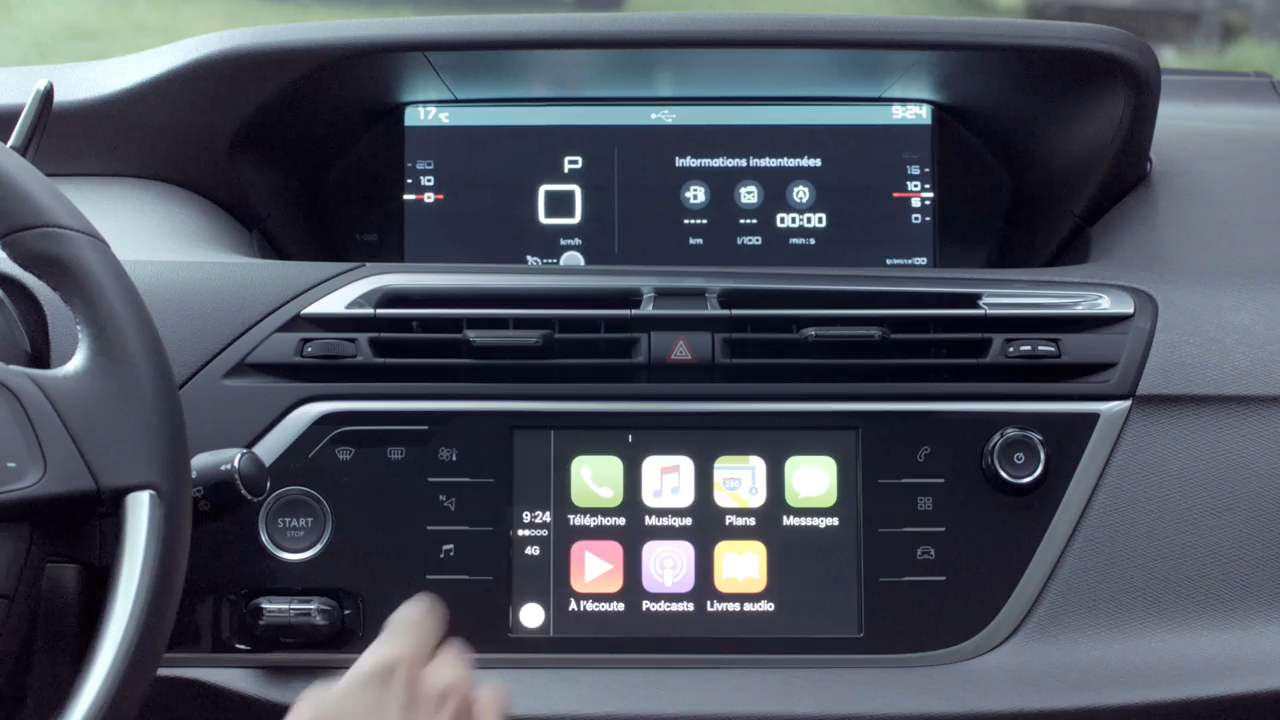 17°C
9:24
P
Informations instantanées
20
10
15
10
5
0
----
---
00:00
km
l/100
min:s
km/h
---
START
STOP
N
9:24
4G
280
Téléphone
Musique
Plans
Messages
À l'écoute
Podcasts
Livres audio